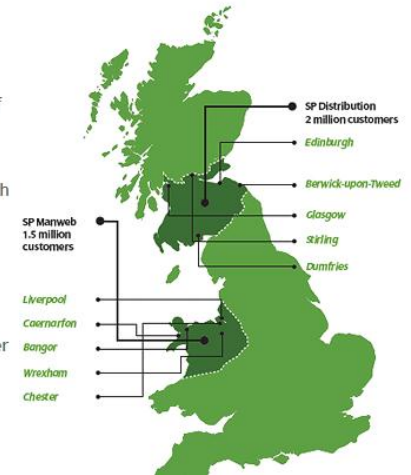 SP Distribution
2 million customers
Edinburgh
Berwick-upon-Tweed
Glasgow
Stirling
Dumfries
SP Manweb
1.5 million
customers
Liverpool
Caernarfon
Bangor
Wrexham
Chester